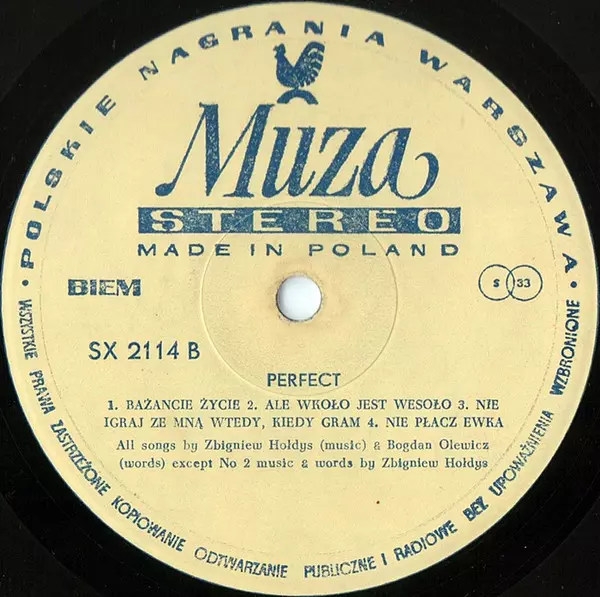 · POLSKIE NAGRANIA WARSZAWA ·
Muza
STEREO
MADE IN POLAND
BIEM
S 33
SX 2114 B
PERFECT
1. BAŻANCIE ŻYCIE 2. ALE WKOŁO JEST WESOŁO 3. NIE
IGRAJ ZE MNĄ WTEDY, KIEDY GRAM 4. NIE PŁACZ EWKA
All songs by Zbigniew Hołdys (music) & Bogdan Olewicz
(words) except No 2 music & words by Zbigniew Hołdys
WSZYSTKIE PRAWA ZASTRZEŻONE KOPIOWANIE ODTWARZANIE PUBLICZNE I RADIOWE BEZ UPOWAŻNIENIA WZBRONIONE